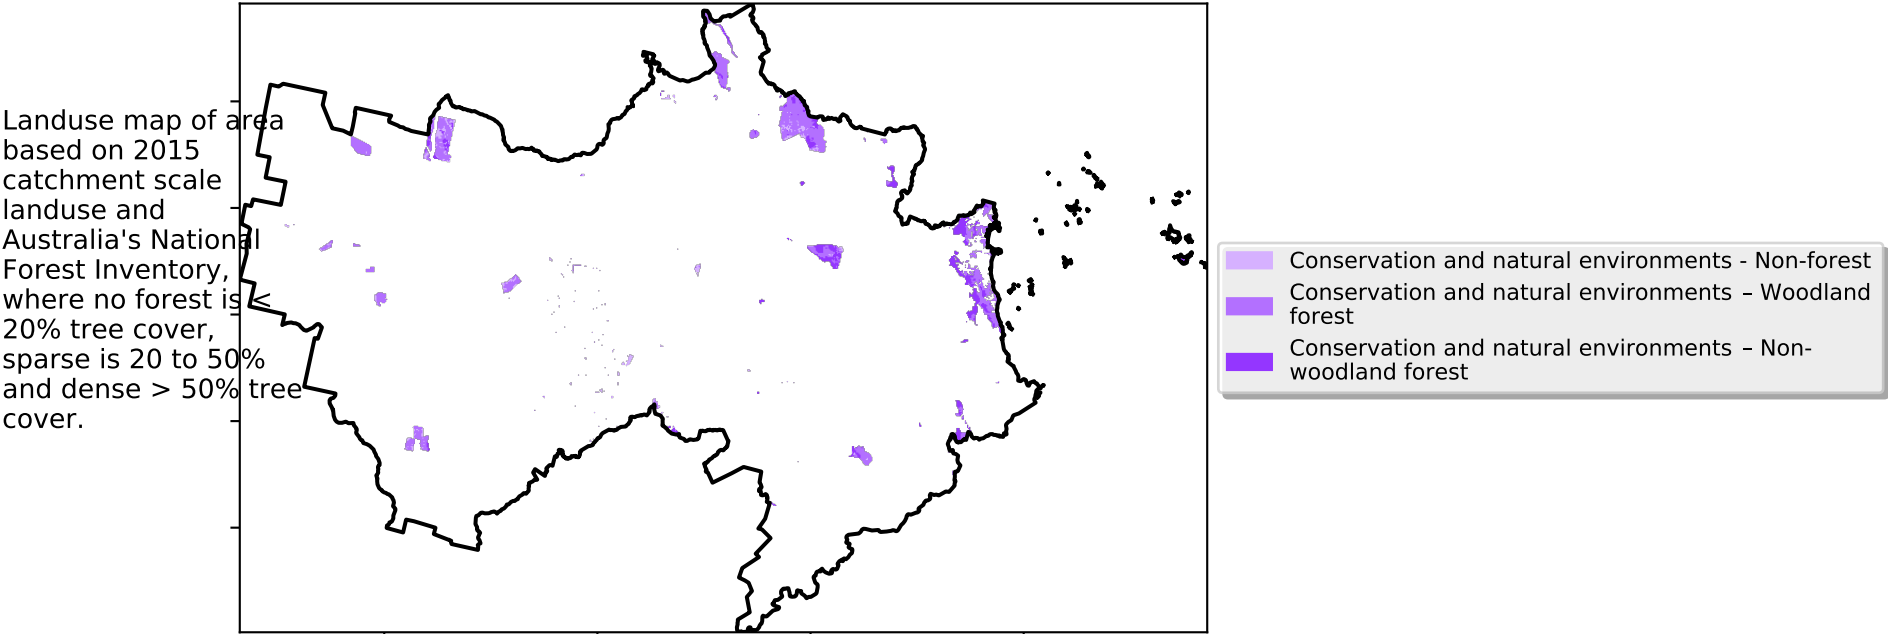 Landuse map of area
based on 2015
catchment scale
landuse and
Australia's National
Forest Inventory,
where no forest is <
20% tree cover,
sparse is 20 to 50%
and dense > 50% tree
cover.
Conservation and natural environments - Non-forest
Conservation and natural environments – Woodland
forest
Conservation and natural environments – Non-
woodland forest